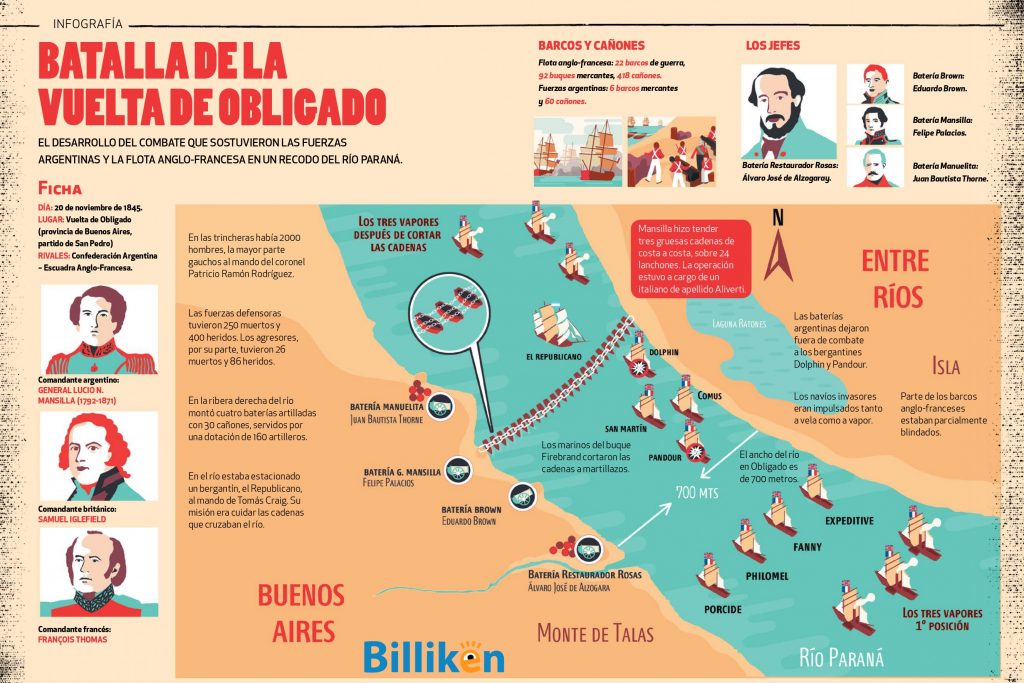 INFOGRAFÍA
BATALLA DE LA
VUELTA DE OBLIGADO
EL DESARROLLO DEL COMBATE QUE SOSTUVIERON LAS FUERZAS
ARGENTINAS Y LA FLOTA ANGLO-FRANCESA EN UN RECODO DEL RÍO PARANÁ.
BARCOS Y CAÑONES
Flota anglo-francesa: 22 barcos de guerra,
92 buques mercantes, 418 cañones.
Fuerzas argentinas: 6 barcos mercantes
y 60 cañones.
LOS JEFES
Batería Restaurador Rosas:
Álvaro José de Alzogaray.
Batería Brown:
Eduardo Brown.
Batería Mansilla:
Felipe Palacios.
Batería Manuelita:
Juan Bautista Thorne.
FICHA
DÍA: 20 de noviembre de 1845.
LUGAR: Vuelta de Obligado
(provincia de Buenos Aires,
partido de San Pedro)
RIVALES: Confederación Argentina
– Escuadra Anglo-Francesa.
Comandante argentino:
GENERAL LUCIO N.
MANSILLA (1792-1871)
Comandante británico:
SAMUEL IGLEFIELD
Comandante francés:
FRANÇOIS THOMAS
En las trincheras había 2000
hombres, la mayor parte
gauchos al mando del coronel
Patricio Ramón Rodríguez.
Las fuerzas defensoras
tuvieron 250 muertos y
400 heridos. Los agresores,
por su parte, tuvieron 26
muertos y 86 heridos.
En la ribera derecha del río
montó cuatro baterías artilladas
con 30 cañones, servidos por
una dotación de 160 artilleros.
En el río estaba estacionado
un bergantín, el Republicano,
al mando de Tomás Craig. Su
misión era cuidar las cadenas
que cruzaban el río.
LOS TRES VAPORES
DESPUÉS DE CORTAR
LAS CADENAS
Mansilla hizo tender
tres gruesas cadenas de
costa a costa, sobre 24
lanchones. La operación
estuvo a cargo de un
italiano de apellido Aliverti.
N
ENTRE
RÍOS
LAGUNA RATONES
Las baterías
argentinas dejaron
fuera de combate
a los bergantines
Dolphin y Pandour.
Los navíos invasores
eran impulsados tanto
a vela como a vapor.
ISLA
Parte de los barcos
anglo-franceses
estaban parcialmente
blindados.
EL REPUBLICANO
DOLPHIN
COMUS
SAN MARTÍN
PANDOUR
BATERÍA MANUELITA
JUAN BAUTISTA THORNE
Los marinos del buque
Firebrand cortaron las
cadenas a martillazos.
El ancho del río
en Obligado es
de 700 metros.
700 MTS
BATERÍA G. MANSILLA
FELIPE PALACIOS
BATERÍA BROWN
EDUARDO BROWN
BATERÍA RESTAURADOR ROSAS
ÁLVARO JOSÉ DE ALZOGARA
EXPEDITIVE
FANNY
PHILOMEL
PORCIDE
LOS TRES VAPORES
1° POSICIÓN
BUENOS
AIRES
MONTE DE TALAS
RÍO PARANÁ
Billiken